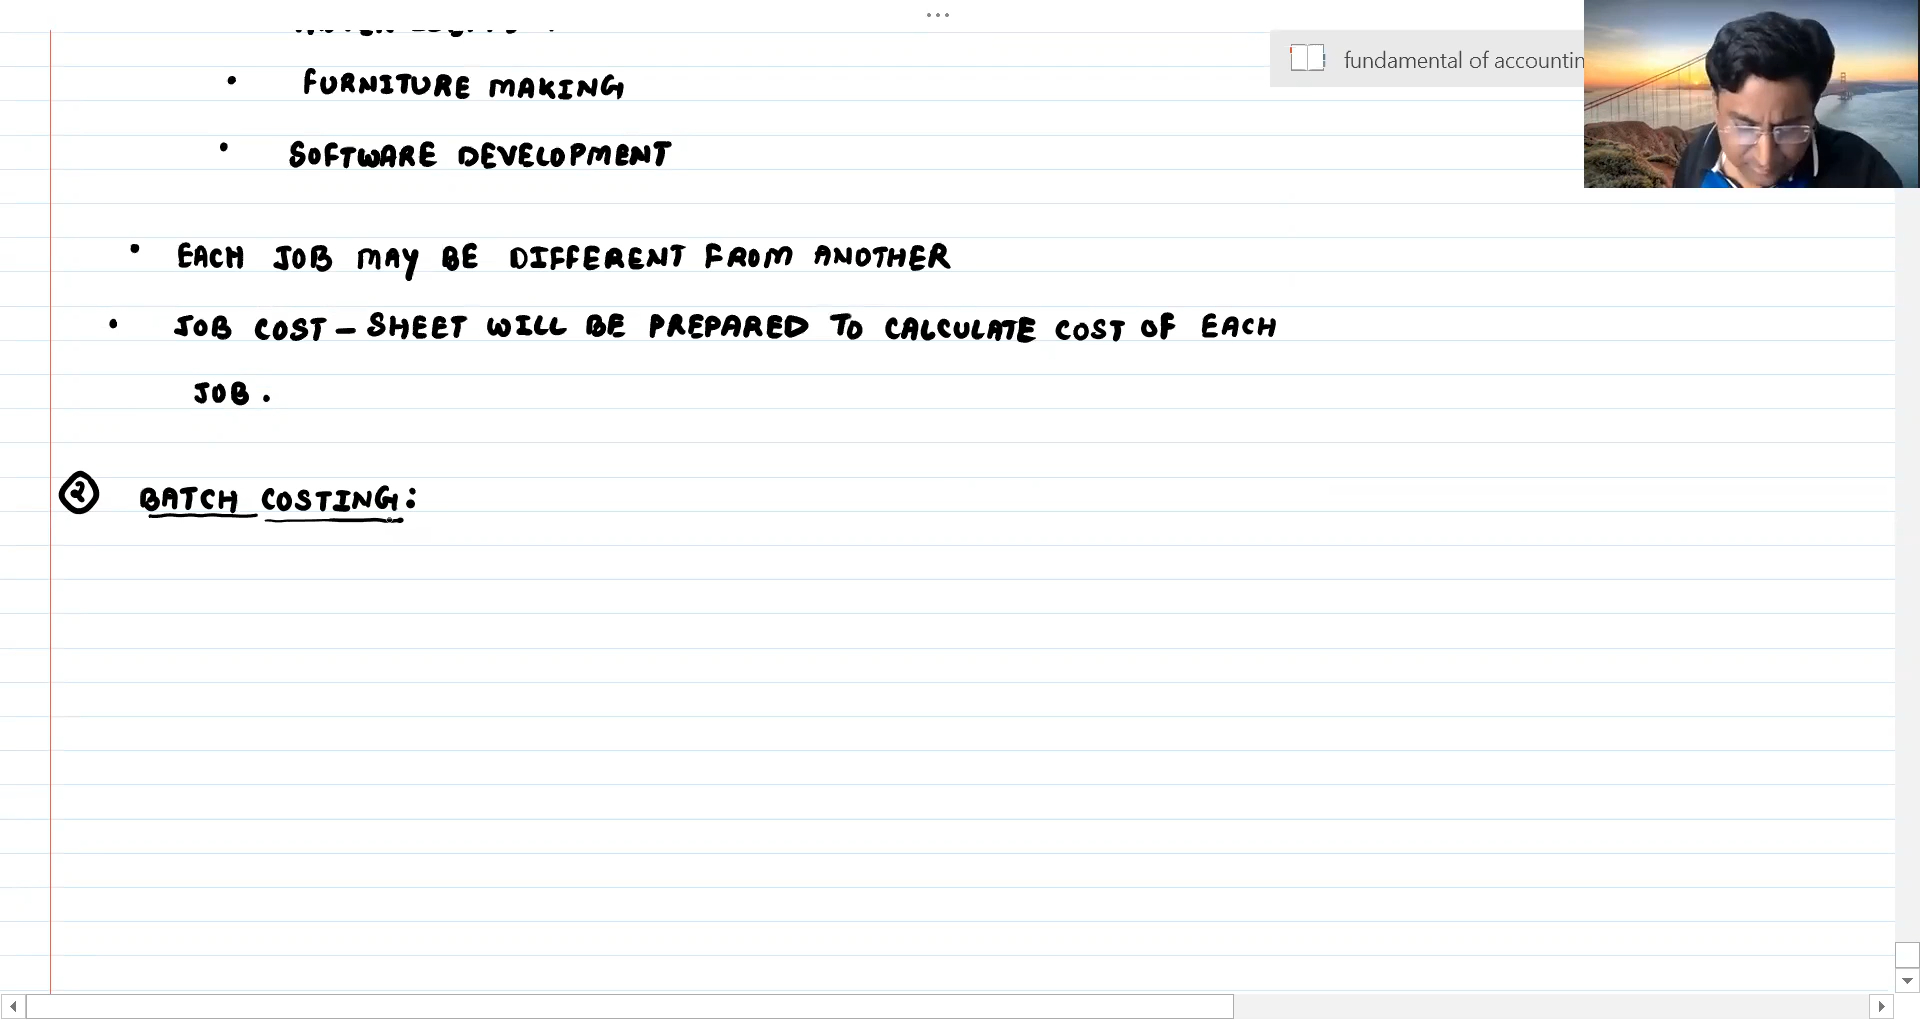 fundamental of accountin
• FURNITURE MAKING
• SOFTWARE DEVELOPMENT
• EACH JOB MAY BE DIFFERENT FROM ANOTHER
• JOB COST - SHEET WILL BE PREPARED TO CALCULATE COST OF EACH
JOB.
② BATCH COSTING: